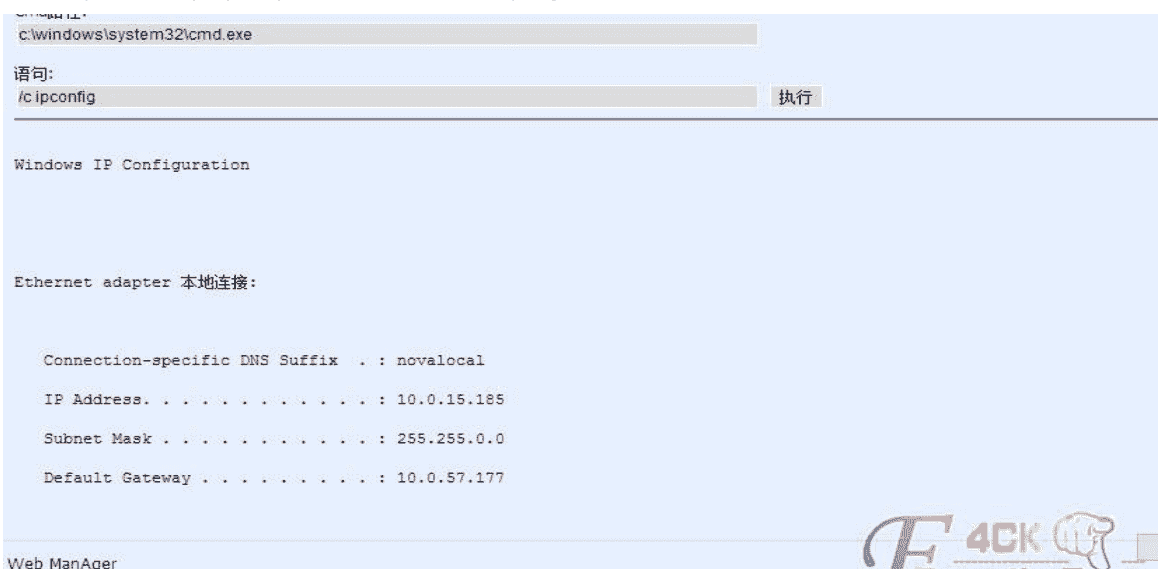 c:\windows\system32\cmd.exe
语句:
/c ipconfig
执行
Windows IP Configuration
Ethernet adapter 本地连接:
Connection-specific DNS Suffix . : novalocal
IP Address. . . . . . . . . . . . : 10.0.15.185
Subnet Mask . . . . . . . . . . . : 255.255.0.0
Default Gateway . . . . . . . . . : 10.0.57.177
F4CK
Web ManAger